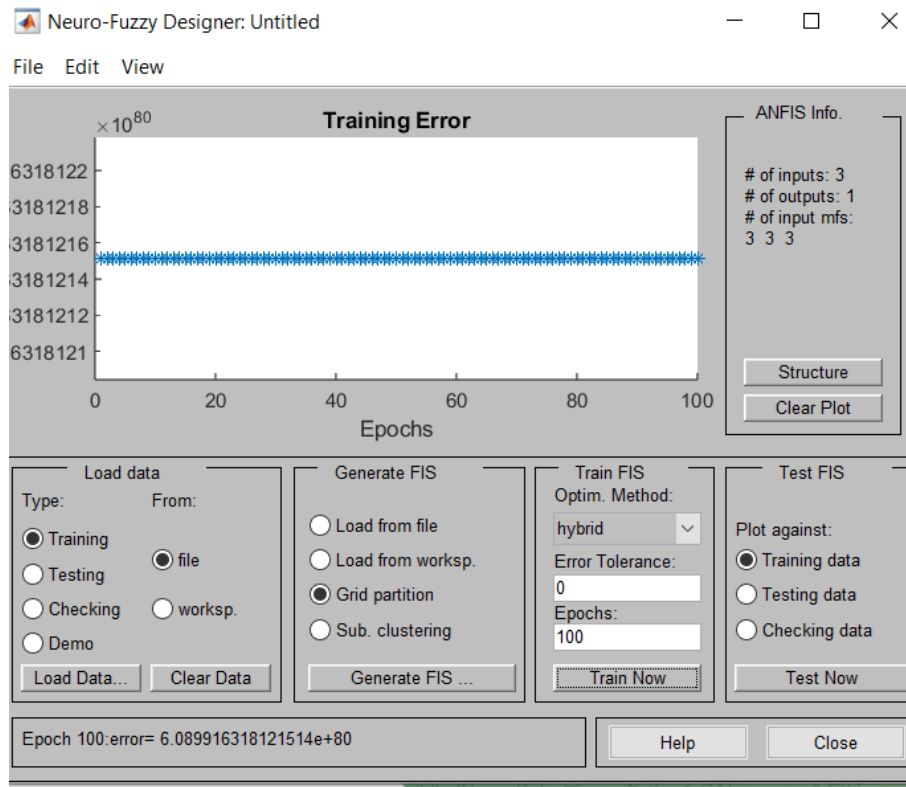 Neuro-Fuzzy Designer: Untitled
File Edit View
×10^80
Training Error
6318122
3181218
3181216
3181214
3181212
6318121
0 20 40 60 80 100
Epochs
ANFIS Info.
# of inputs: 3
# of outputs: 1
# of input mfs:
3 3 3
Structure
Clear Plot
Load data
Type: From:
Training
Testing
Checking
Demo
file
worksp.
Load Data... Clear Data
Generate FIS
Load from file
Load from worksp.
Grid partition
Sub. clustering
Generate FIS ...
Train FIS
Optim. Method:
hybrid
Error Tolerance:
0
Epochs:
100
Train Now
Test FIS
Plot against:
Training data
Testing data
Checking data
Test Now
Epoch 100:error= 6.089916318121514e+80
Help
Close